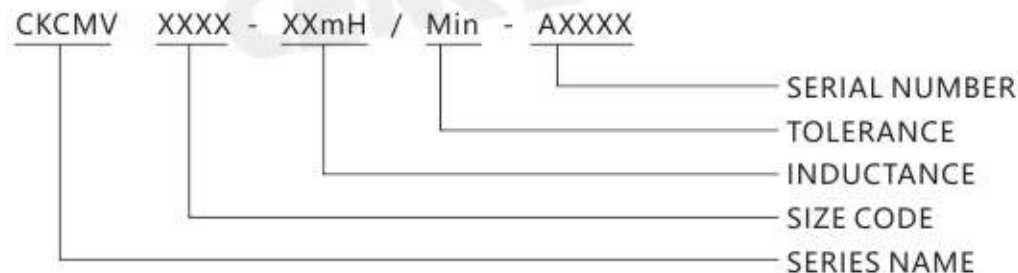 CKCMV XXXX - XXmH / Min - AXXXX
SERIAL NUMBER
TOLERANCE
INDUCTANCE
SIZE CODE
SERIES NAME